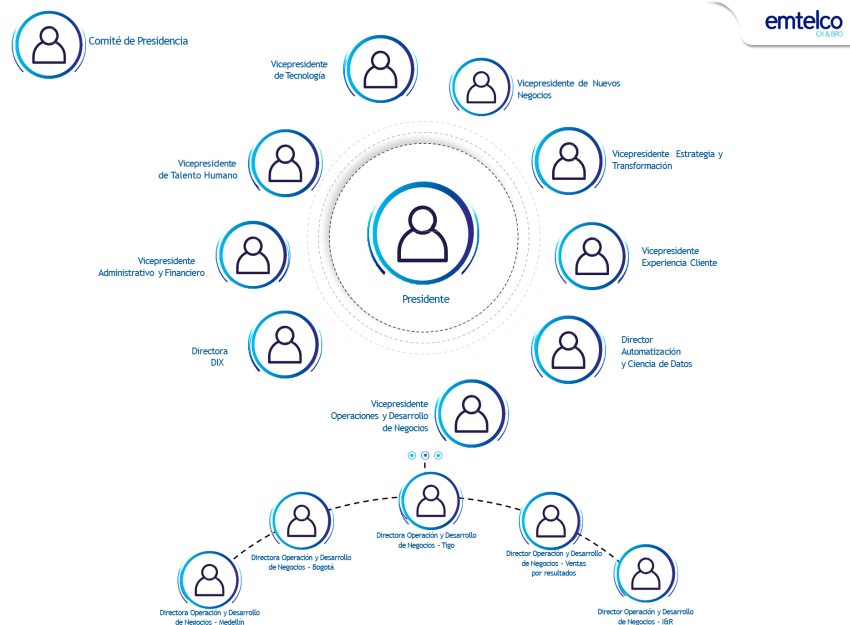 emtelco
CX & BPO
Comité de Presidencia
Vicepresidente
de Tecnología
Vicepresidente de Nuevos
Negocios
Vicepresidente
de Talento Humano
Vicepresidente Estrategia y
Transformación
Vicepresidente
Administrativo y Financiero
Vicepresidente
Experiencia Cliente
Presidente
Directora
DIX
Director
Automatización
y Ciencia de Datos
Vicepresidente
Operaciones y Desarrollo
de Negocios
Directora Operación y Desarrollo
de Negocios - Medellín
Directora Operación y Desarrollo
de Negocios - Bogotá
Directora Operación y Desarrollo
de Negocios - Tigo
Director Operación y Desarrollo
de Negocios - Ventas
por resultados
Director Operación y Desarrollo
de Negocios - I&R